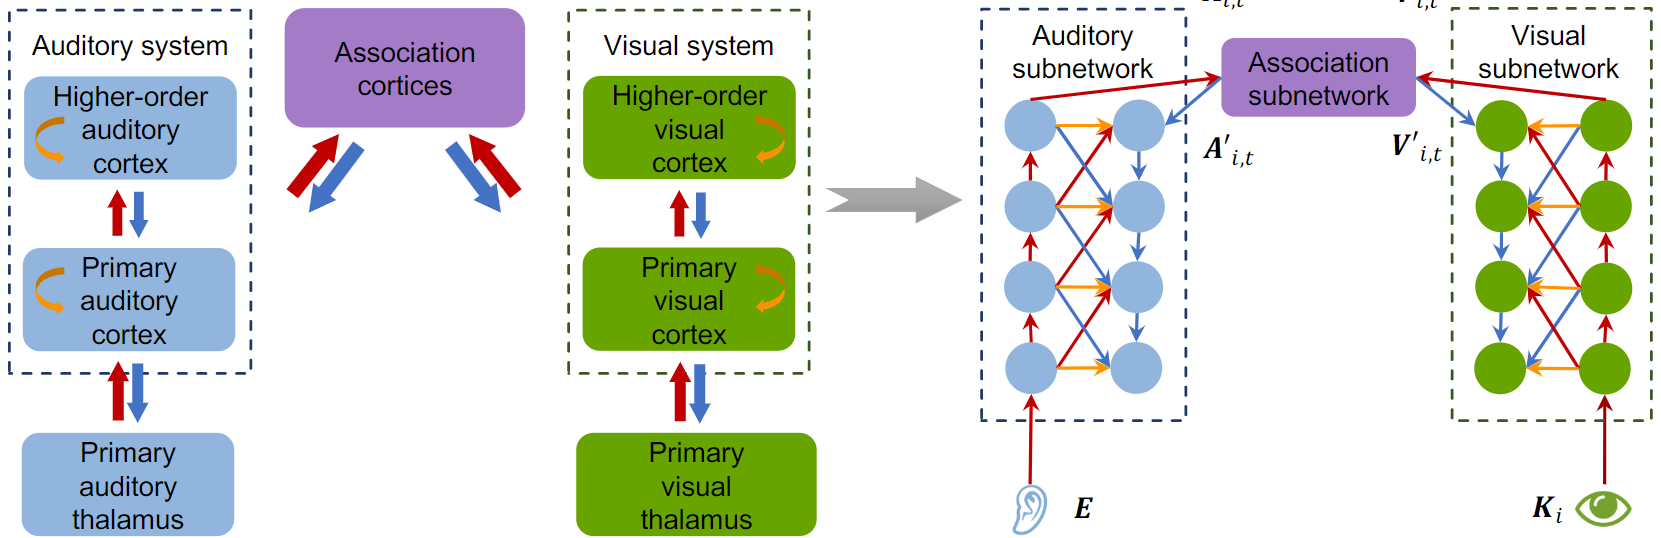 Auditory system
Higher-order
auditory
cortex
Primary
auditory
cortex
Primary
auditory
thalamus
Association
cortices
Visual system
Higher-order
visual
cortex
Primary
visual
cortex
Primary
visual
thalamus
Auditory
subnetwork
Association
subnetwork
Visual
subnetwork
A′i,t
V′i,t
E
Ki